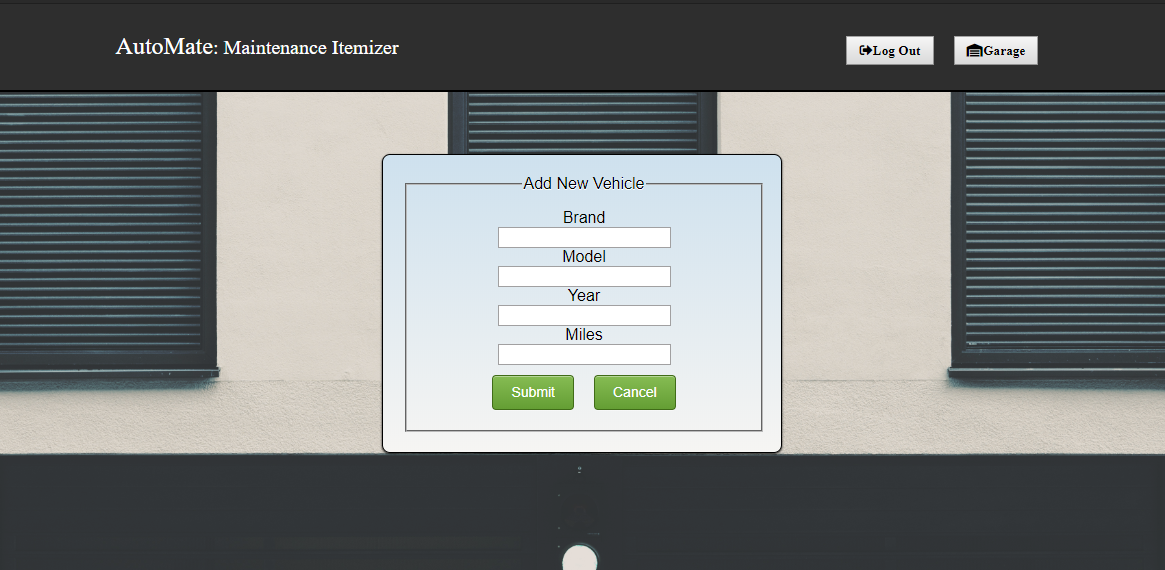 AutoMate: Maintenance Itemizer
Log Out
Garage
Add New Vehicle
Brand
Model
Year
Miles
Submit
Cancel